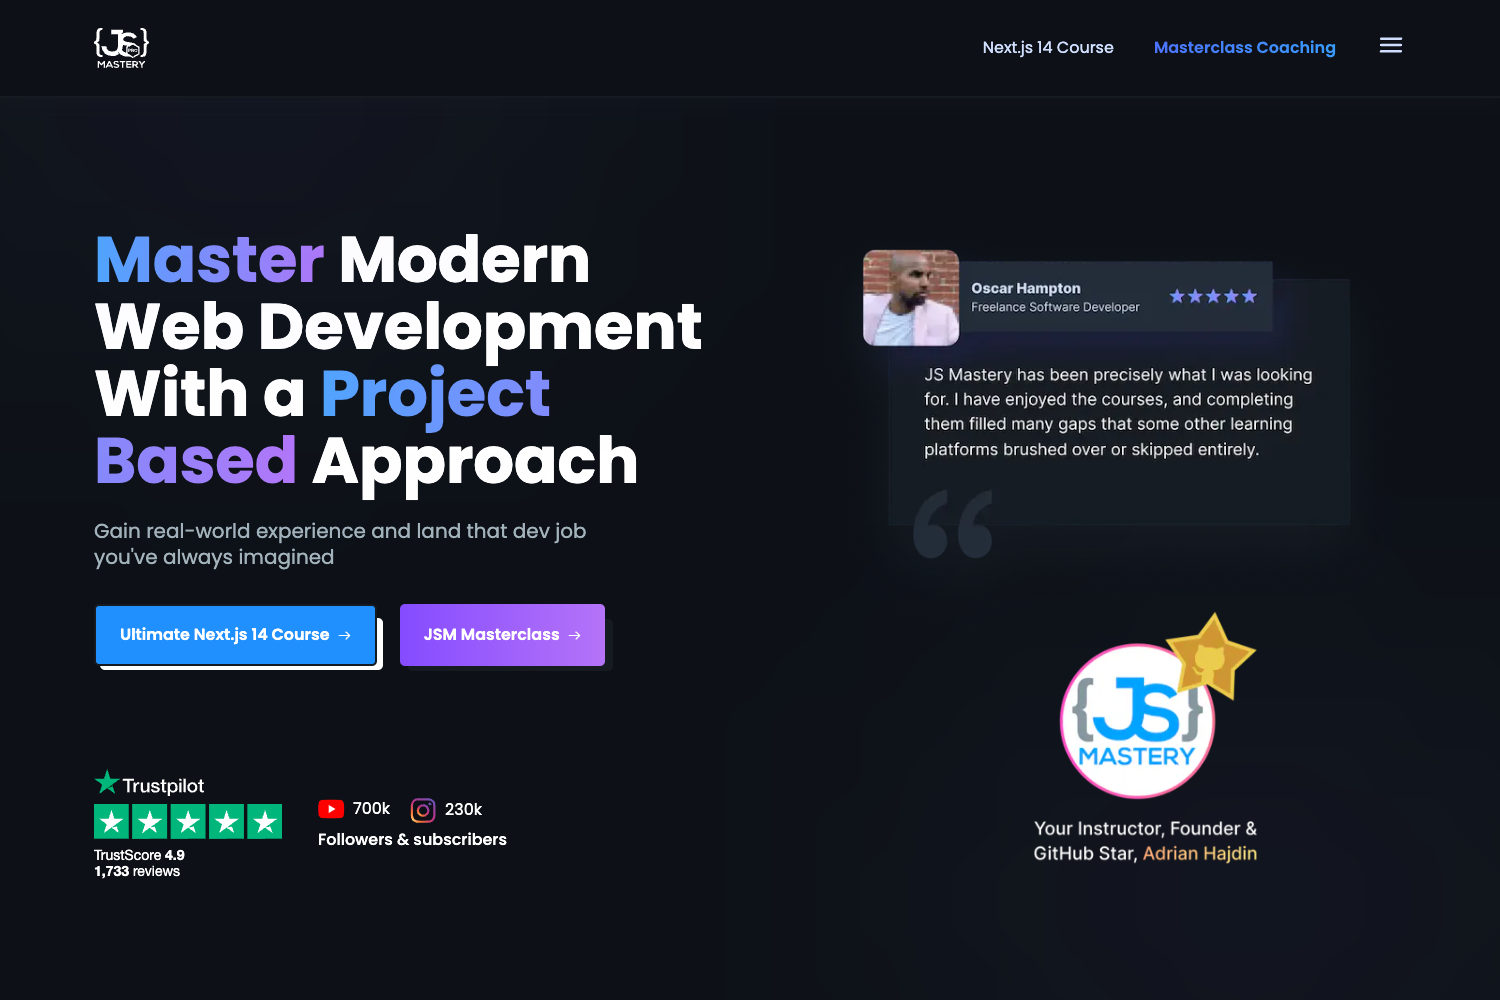 {JS}
PRO
MASTERY
Next.js 14 Course
Masterclass Coaching
Master Modern
Web Development
With a Project
Based Approach
Gain real-world experience and land that dev job
you've always imagined
Ultimate Next.js 14 Course →
JSM Masterclass →
Trustpilot
TrustScore 4.9
1,733 reviews
700k
230k
Followers & subscribers
Oscar Hampton
Freelance Software Developer
JS Mastery has been precisely what I was looking
for. I have enjoyed the courses, and completing
them filled many gaps that some other learning
platforms brushed over or skipped entirely.
“
{JS}
MASTERY
Your Instructor, Founder &
GitHub Star, Adrian Hajdin